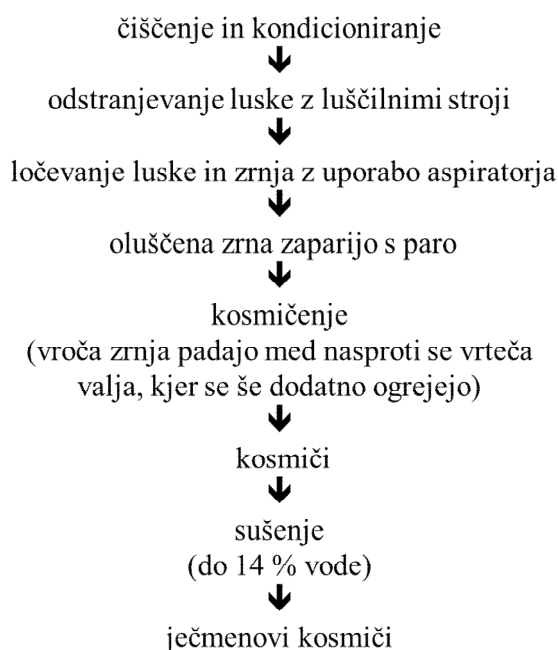 čiščenje in kondicioniranje
odstranjevanje luske z luščilnimi stroji
ločevanje luske in zrnja z uporabo aspiratorja
oluščena zrna zaparijo s paro
kosmičenje
(vroča zrnja padajo med nasproti se vrteča
valja, kjer se še dodatno ogrejejo)
kosmiči
sušenje
(do 14 % vode)
ječmenovi kosmiči